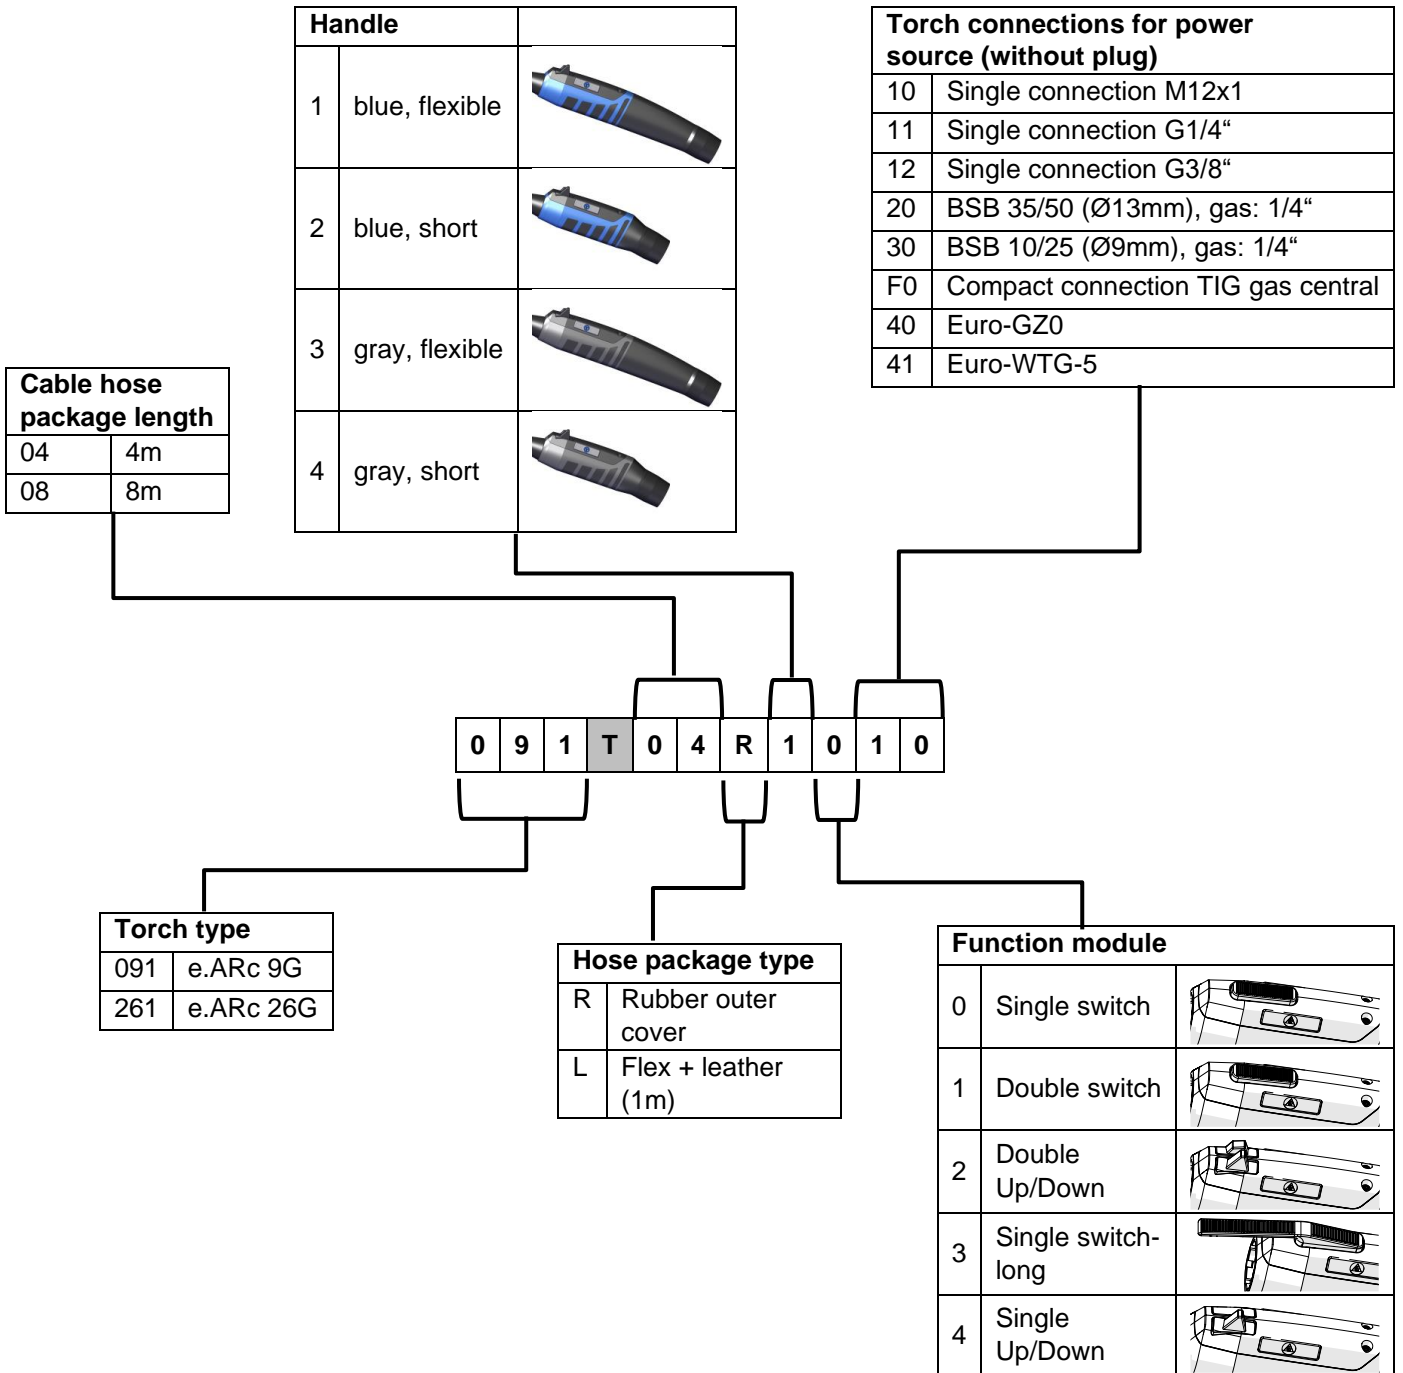 Handle
1 blue, flexible
2 blue, short
3 gray, flexible
4 gray, short
Torch connections for power
source (without plug)
10 Single connection M12x1
11 Single connection G1/4“
12 Single connection G3/8“
20 BSB 35/50 (Ø13mm), gas: 1/4“
30 BSB 10/25 (Ø9mm), gas: 1/4“
F0 Compact connection TIG gas central
40 Euro-GZ0
41 Euro-WTG-5
Cable hose
package length
04 4m
08 8m
0 9 1 T 0 4 R 1 0 1 0
Torch type
091 e.ARc 9G
261 e.ARc 26G
Hose package type
R Rubber outer
cover
L Flex + leather
(1m)
Function module
0 Single switch
1 Double switch
2 Double
Up/Down
3 Single switch-
long
4 Single
Up/Down